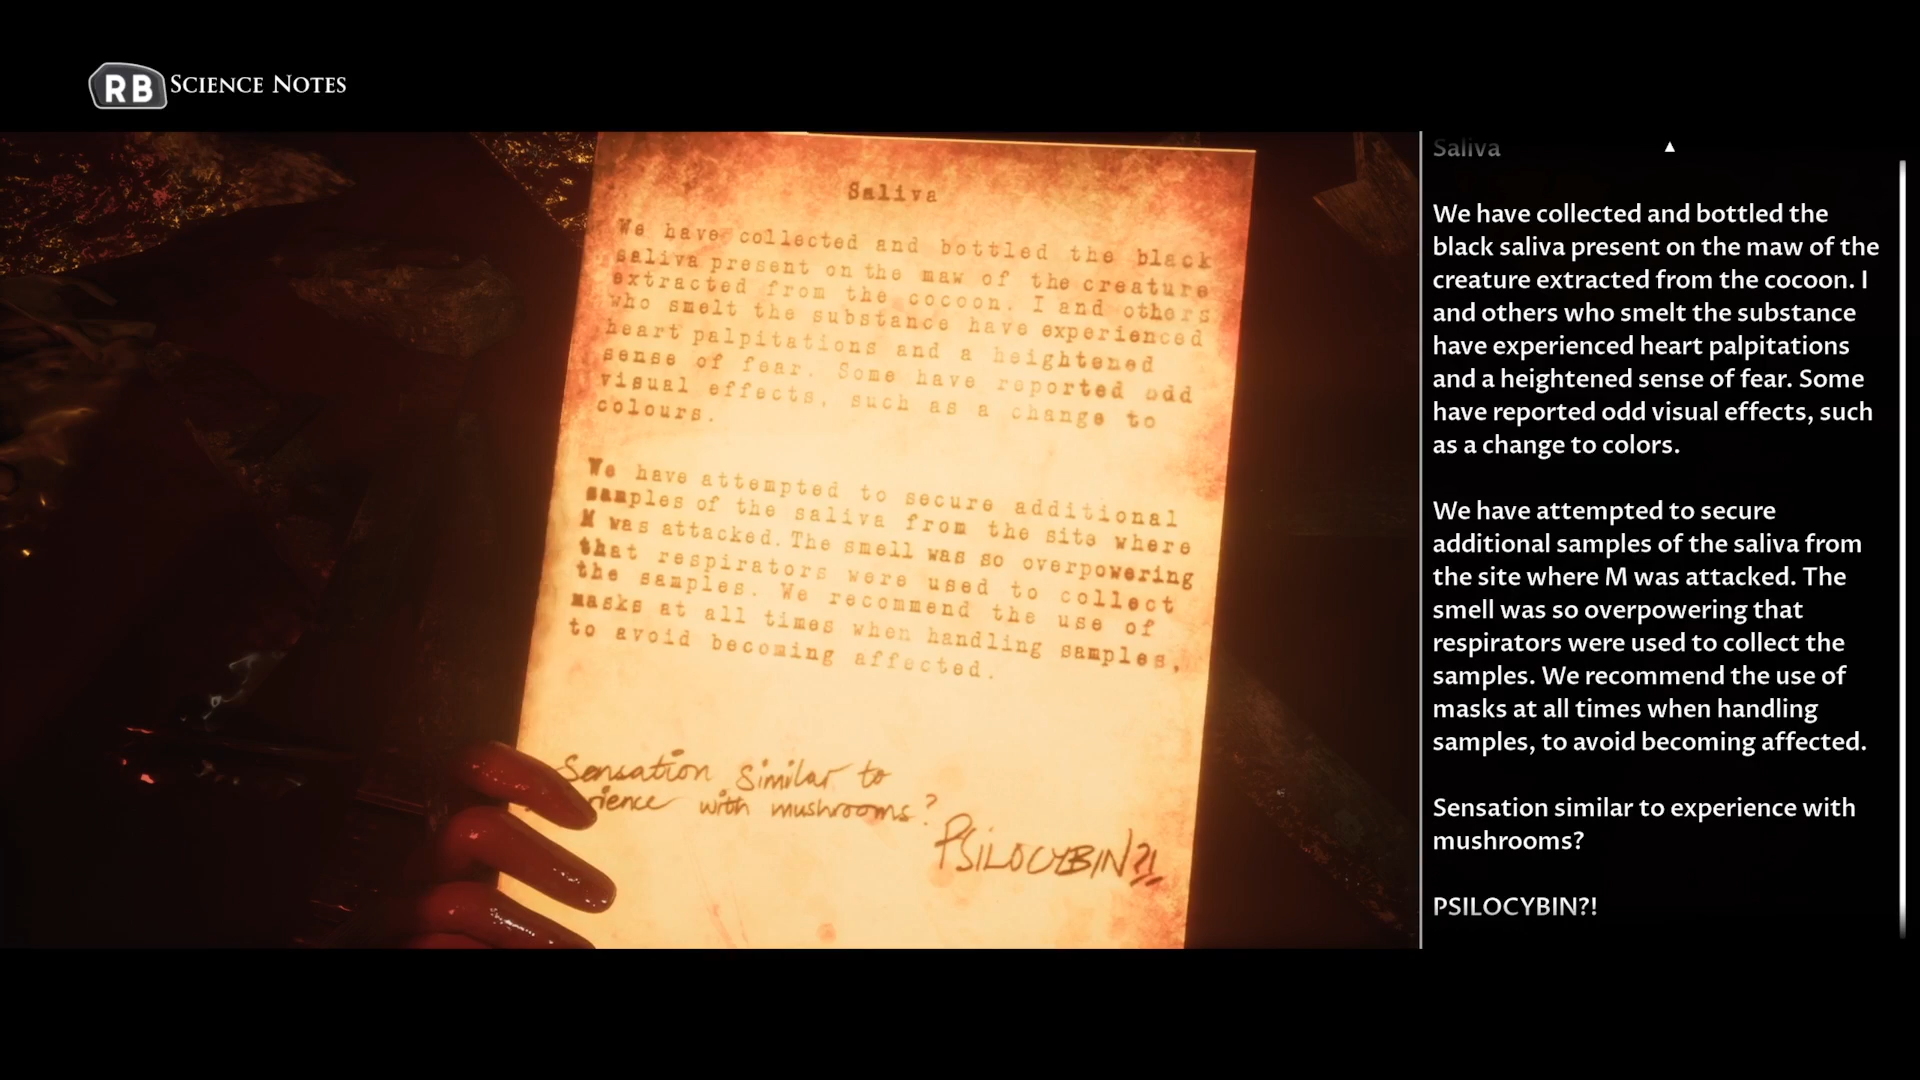 RB Science Notes
Saliva
We have collected and bottled the black
saliva present on the maw of the creature
extracted from the cocoon. I and others
who smelt the substance have experienced
heart palpitations and a heightened
sense of fear. Some have reported odd
visual effects, such as a change to
colours.
We have attempted to secure additional
samples of the saliva from the site where
M was attacked. The smell was so overpowering
that respirators were used to collect
the samples. We recommend the use of
masks at all times when handling samples,
to avoid becoming affected.
Sensation similar to
rience with mushrooms?
PSILOCYBIN?!
Saliva
We have collected and bottled the
black saliva present on the maw of the
creature extracted from the cocoon. I
and others who smelt the substance
have experienced heart palpitations
and a heightened sense of fear. Some
have reported odd visual effects, such
as a change to colors.
We have attempted to secure
additional samples of the saliva from
the site where M was attacked. The
smell was so overpowering that
respirators were used to collect the
samples. We recommend the use of
masks at all times when handling
samples, to avoid becoming affected.
Sensation similar to experience with
mushrooms?
PSILOCYBIN?!